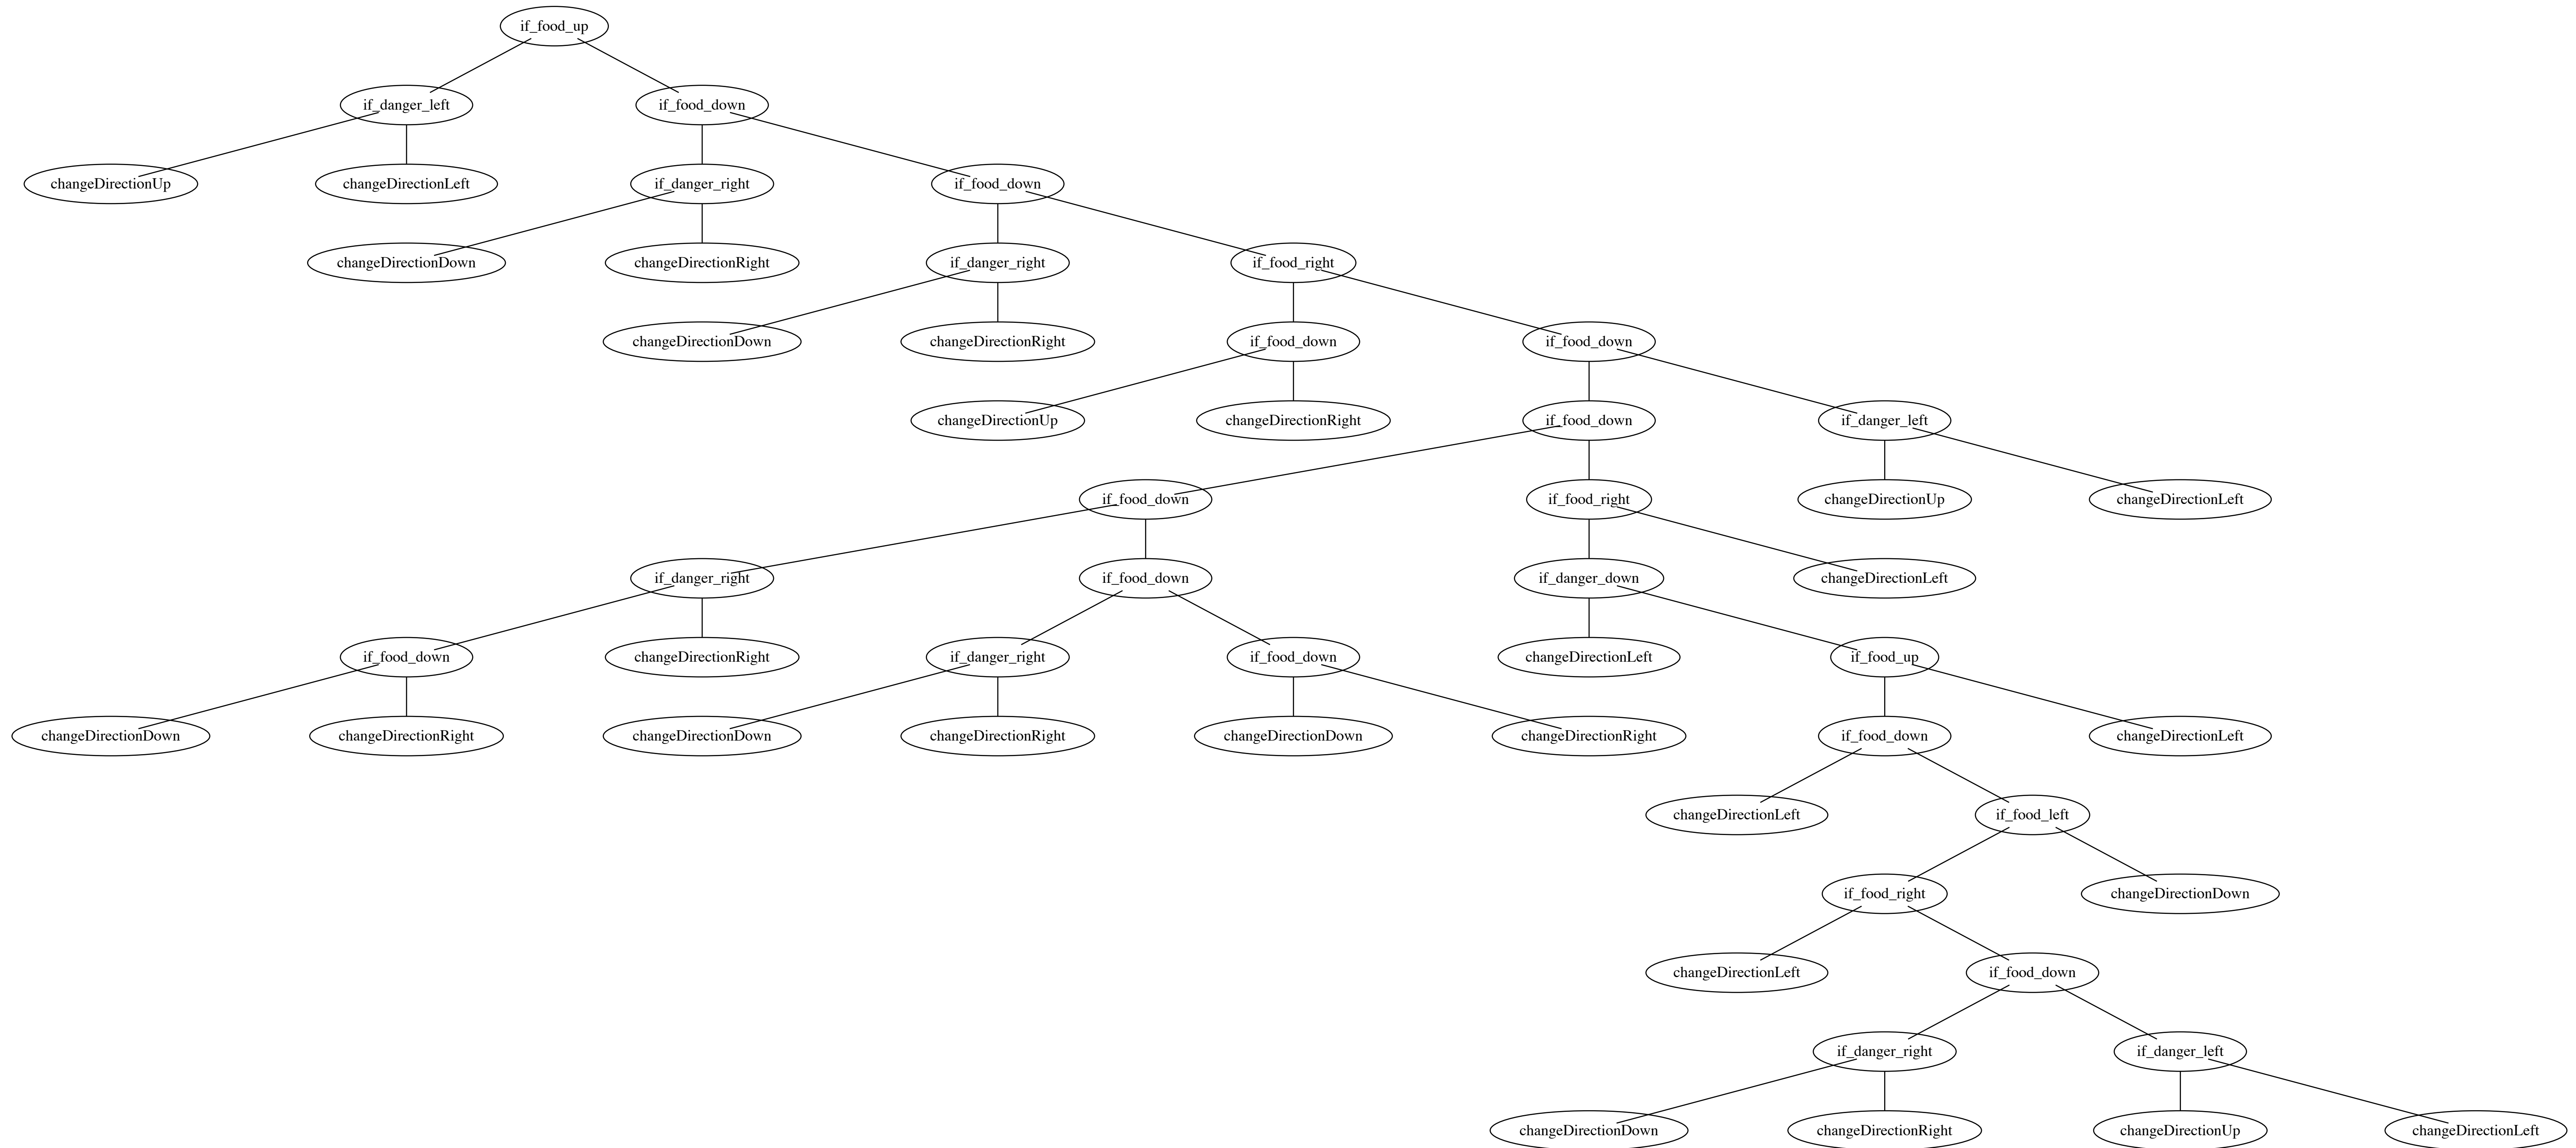 if_food_up
if_danger_left
if_food_down
changeDirectionUp
changeDirectionLeft
if_danger_right
if_food_down
changeDirectionDown
changeDirectionRight
if_danger_right
if_food_right
changeDirectionDown
changeDirectionRight
if_food_down
if_food_down
changeDirectionUp
changeDirectionRight
if_food_down
if_danger_left
if_food_down
if_food_right
changeDirectionUp
changeDirectionLeft
if_danger_right
if_food_down
if_danger_down
changeDirectionLeft
if_food_down
changeDirectionRight
if_danger_right
if_food_down
changeDirectionLeft
if_food_up
changeDirectionDown
changeDirectionRight
changeDirectionDown
changeDirectionRight
changeDirectionDown
changeDirectionRight
if_food_down
changeDirectionLeft
changeDirectionLeft
if_food_left
if_food_right
changeDirectionDown
changeDirectionLeft
if_food_down
if_danger_right
if_danger_left
changeDirectionDown
changeDirectionRight
changeDirectionUp
changeDirectionLeft